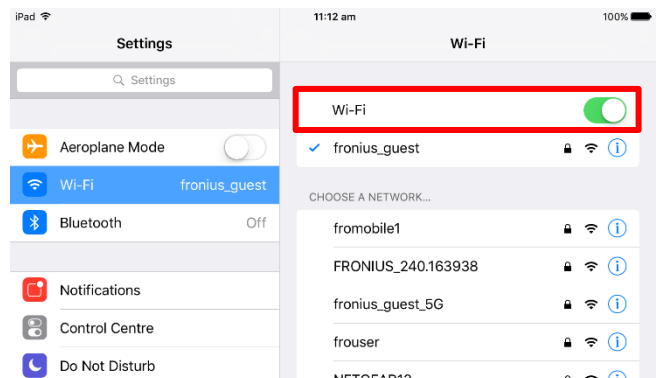 iPad 11:12 am 100%
Settings
Wi-Fi
Settings
Aeroplane Mode
Wi-Fi fronius_guest
Bluetooth Off
Notifications
Control Centre
Do Not Disturb
Wi-Fi
fronius_guest
CHOOSE A NETWORK...
fromobile1
FRONIUS_240.163938
fronius_guest_5G
frouser